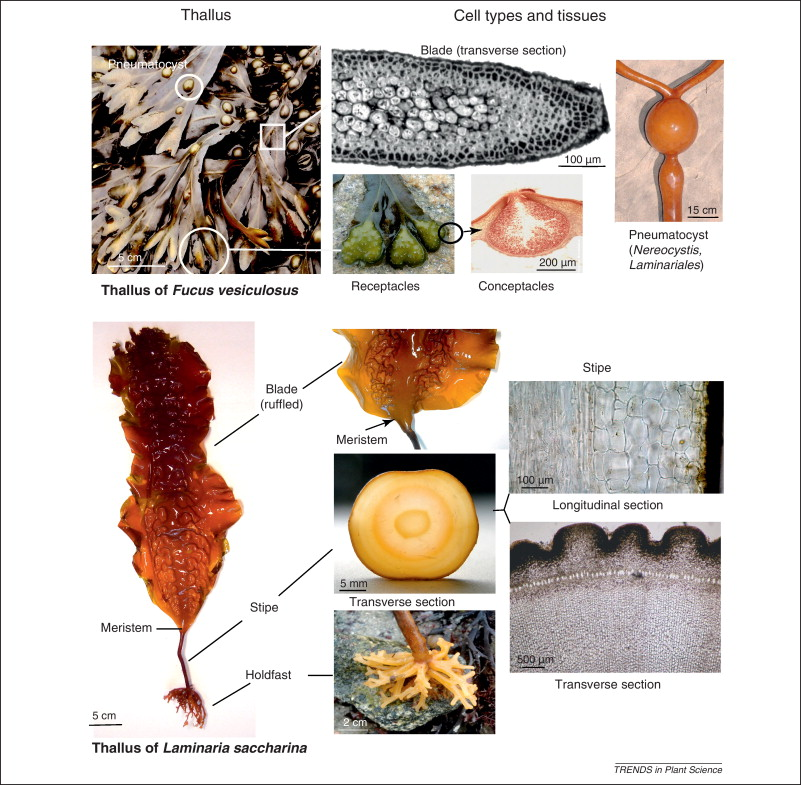 Thallus
Cell types and tissues
Pneumatocyst
Blade (transverse section)
100 µm
5 cm
15 cm
200 µm
Pneumatocyst
(Nereocystis,
Laminariales)
Thallus of Fucus vesiculosus
Receptacles
Conceptacles
Blade
(ruffled)
Meristem
Stipe
100 µm
Longitudinal section
5 mm
Transverse section
Stipe
Meristem
Holdfast
500 µm
Transverse section
5 cm
2 cm
Thallus of Laminaria saccharina
TRENDS in Plant Science